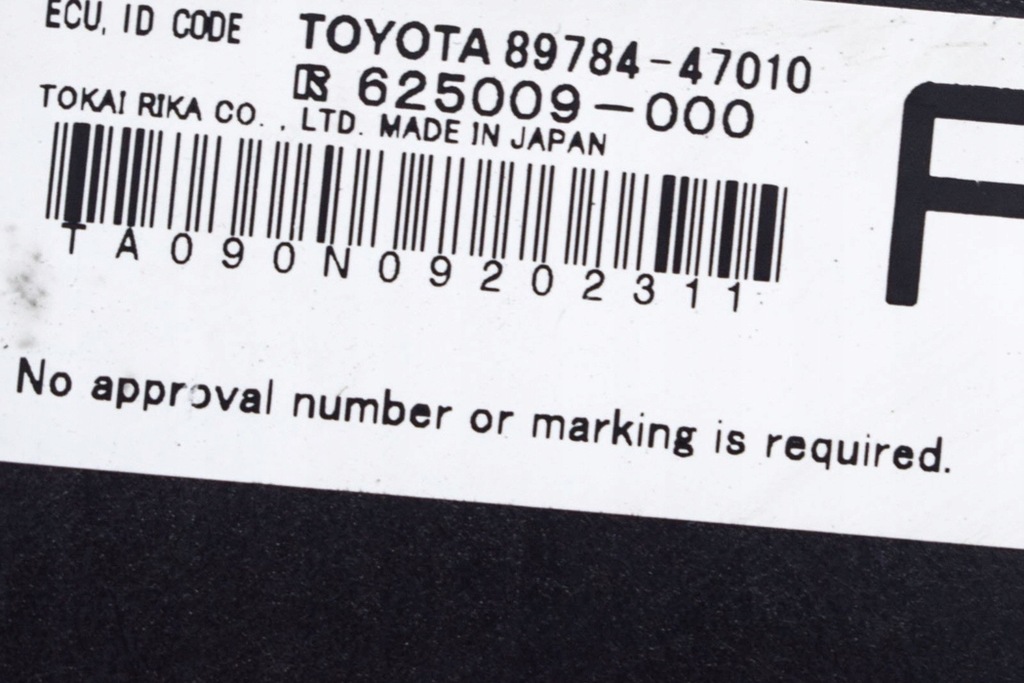 ECU, ID CODE TOYOTA 89784-47010
625009-000
TOKAI RIKA CO., LTD. MADE IN JAPAN
TA090N09202311
F
No approval number or marking is required.